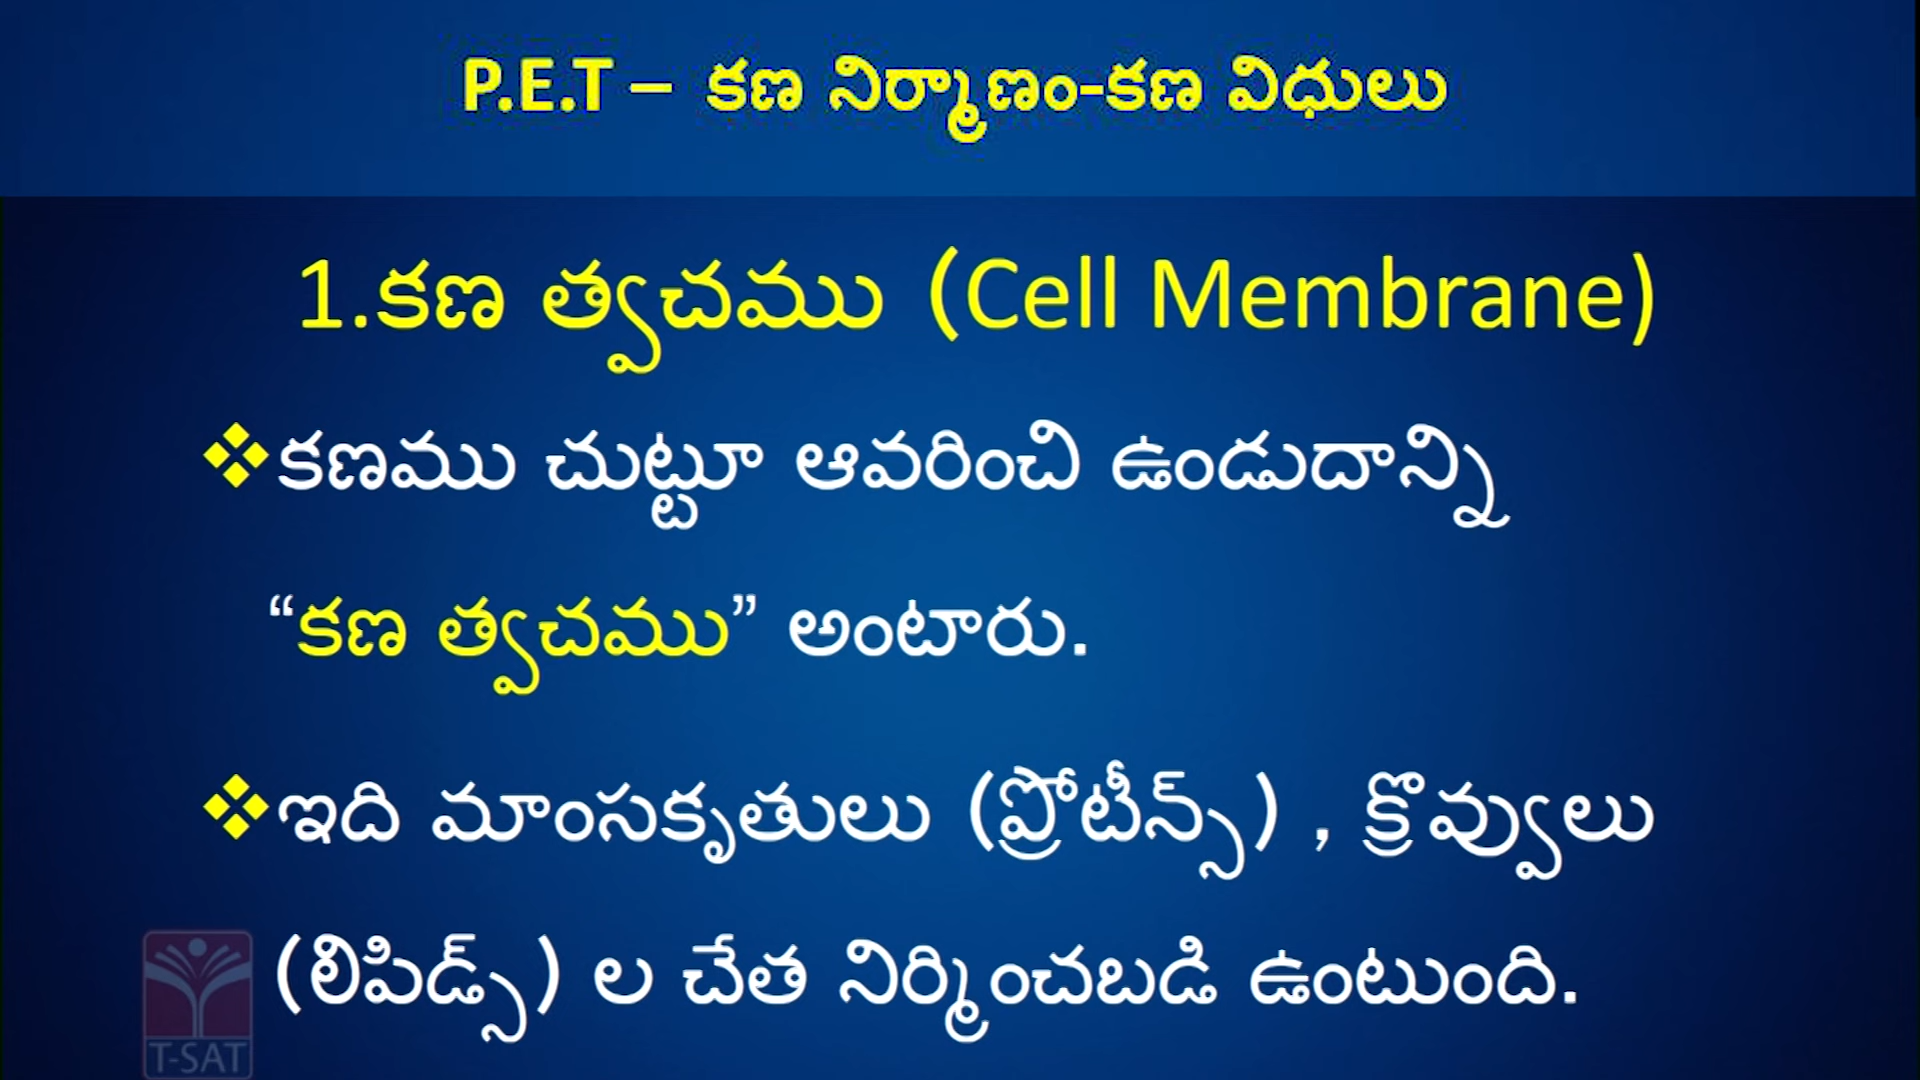 P.E.T – కణ నిర్మాణం-కణ విధులు
1.కణ త్వచము (Cell Membrane)
❖కణము చుట్టూ ఆవరించి ఉండుదాన్ని
“కణ త్వచము” అంటారు.
❖ఇది మాంసకృతులు (ప్రోటీన్స్) , క్రొవ్వులు
(లిపిడ్స్) ల చేత నిర్మించబడి ఉంటుంది.
T-SAT